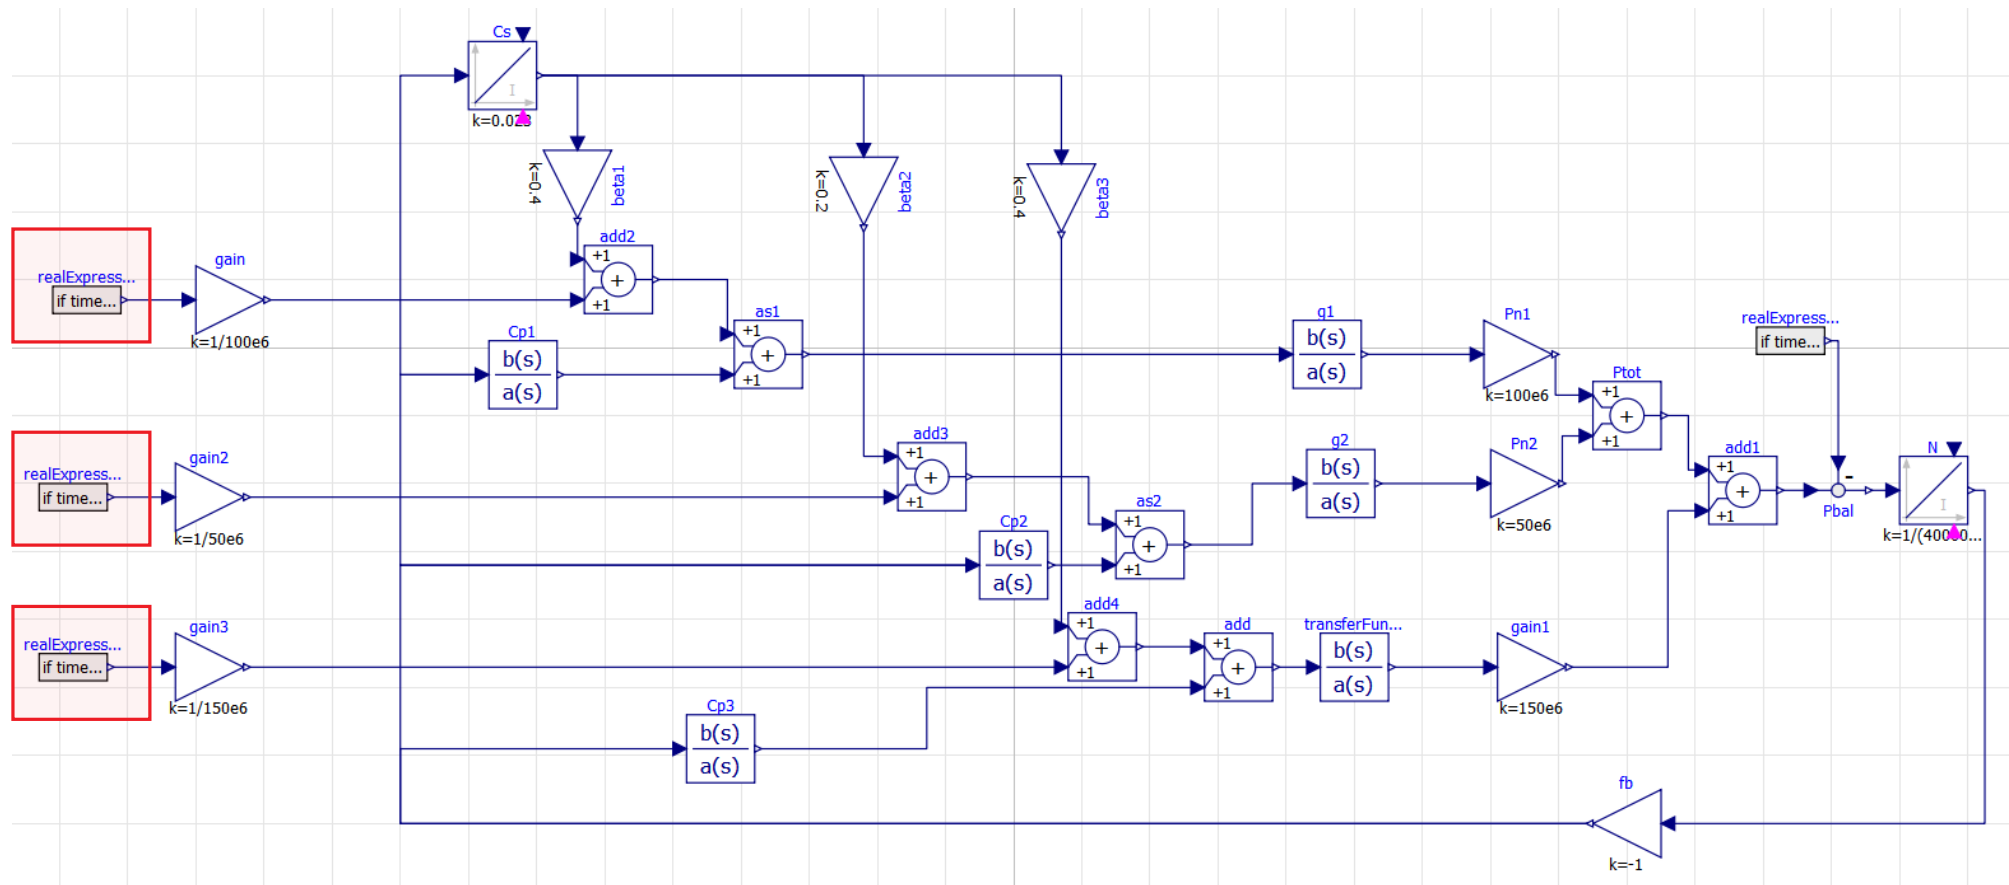 Cs
I
k=0.023
k=0.4
beta1
k=0.2
beta2
k=0.4
beta3
add2
+1
+
+1
realExpress...
if time...
gain
k=1/100e6
Cp1
b(s)
a(s)
as1
+1
+
+1
g1
b(s)
a(s)
Pn1
k=100e6
realExpress...
if time...
Ptot
+1
+
+1
realExpress...
if time...
gain2
k=1/50e6
add3
+1
+
+1
g2
b(s)
a(s)
Pn2
k=50e6
add1
+1
+
+1
-
Pbal
N
I
Cp2
b(s)
a(s)
as2
+1
+
+1
realExpress...
if time...
gain3
k=1/150e6
add4
+1
+
+1
add
+1
+
+1
transferFun...
b(s)
a(s)
gain1
k=150e6
Cp3
b(s)
a(s)
fb
k=-1